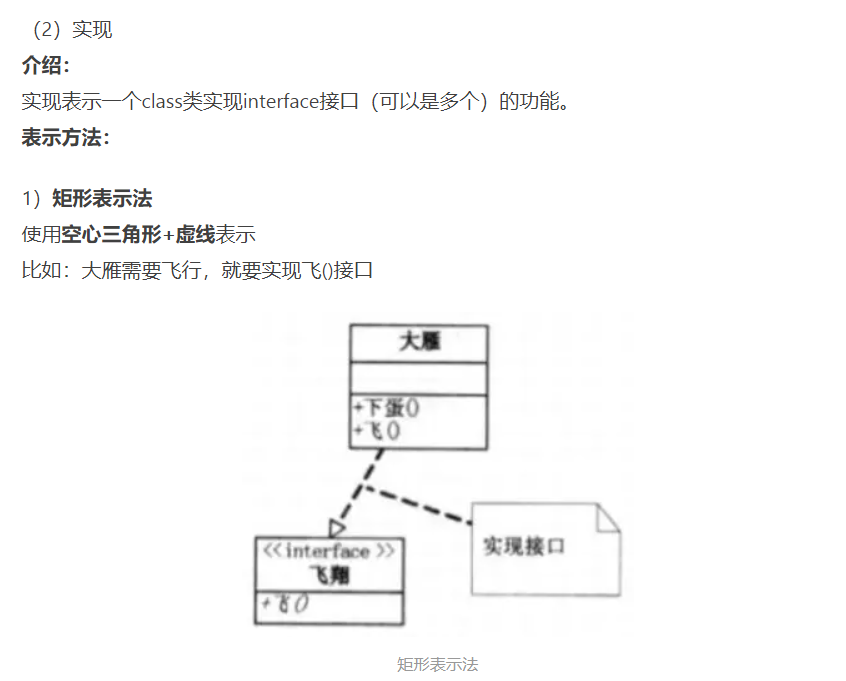 （2）实现
介绍：
实现表示一个class类实现interface接口（可以是多个）的功能。
表示方法：
1）矩形表示法
使用空心三角形+虚线表示
比如：大雁需要飞行，就要实现飞()接口
大雁
+下蛋()
+飞()
<<interface>>
飞翔
+飞()
实现接口
矩形表示法